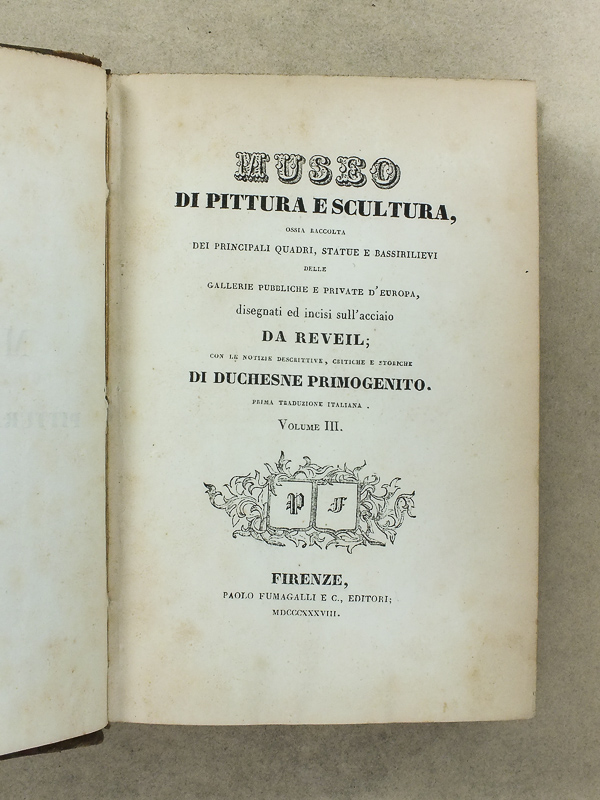 MUSEO
DI PITTURA E SCULTURA,
OSSIA RACCOLTA
DEI PRINCIPALI QUADRI, STATUE E BASSIRILIEVI
DELLE
GALLERIE PUBBLICHE E PRIVATE D'EUROPA,
disegnati ed incisi sull'acciaio
DA REVEIL;
CON LE NOTIZIE DESCRITTIVE, CRITICHE E STORICHE
DI DUCHESNE PRIMOGENITO.
PRIMA TRADUZIONE ITALIANA.
VOLUME III.
P F
FIRENZE,
PAOLO FUMAGALLI E C., EDITORI;
MDCCCXXXVIII.